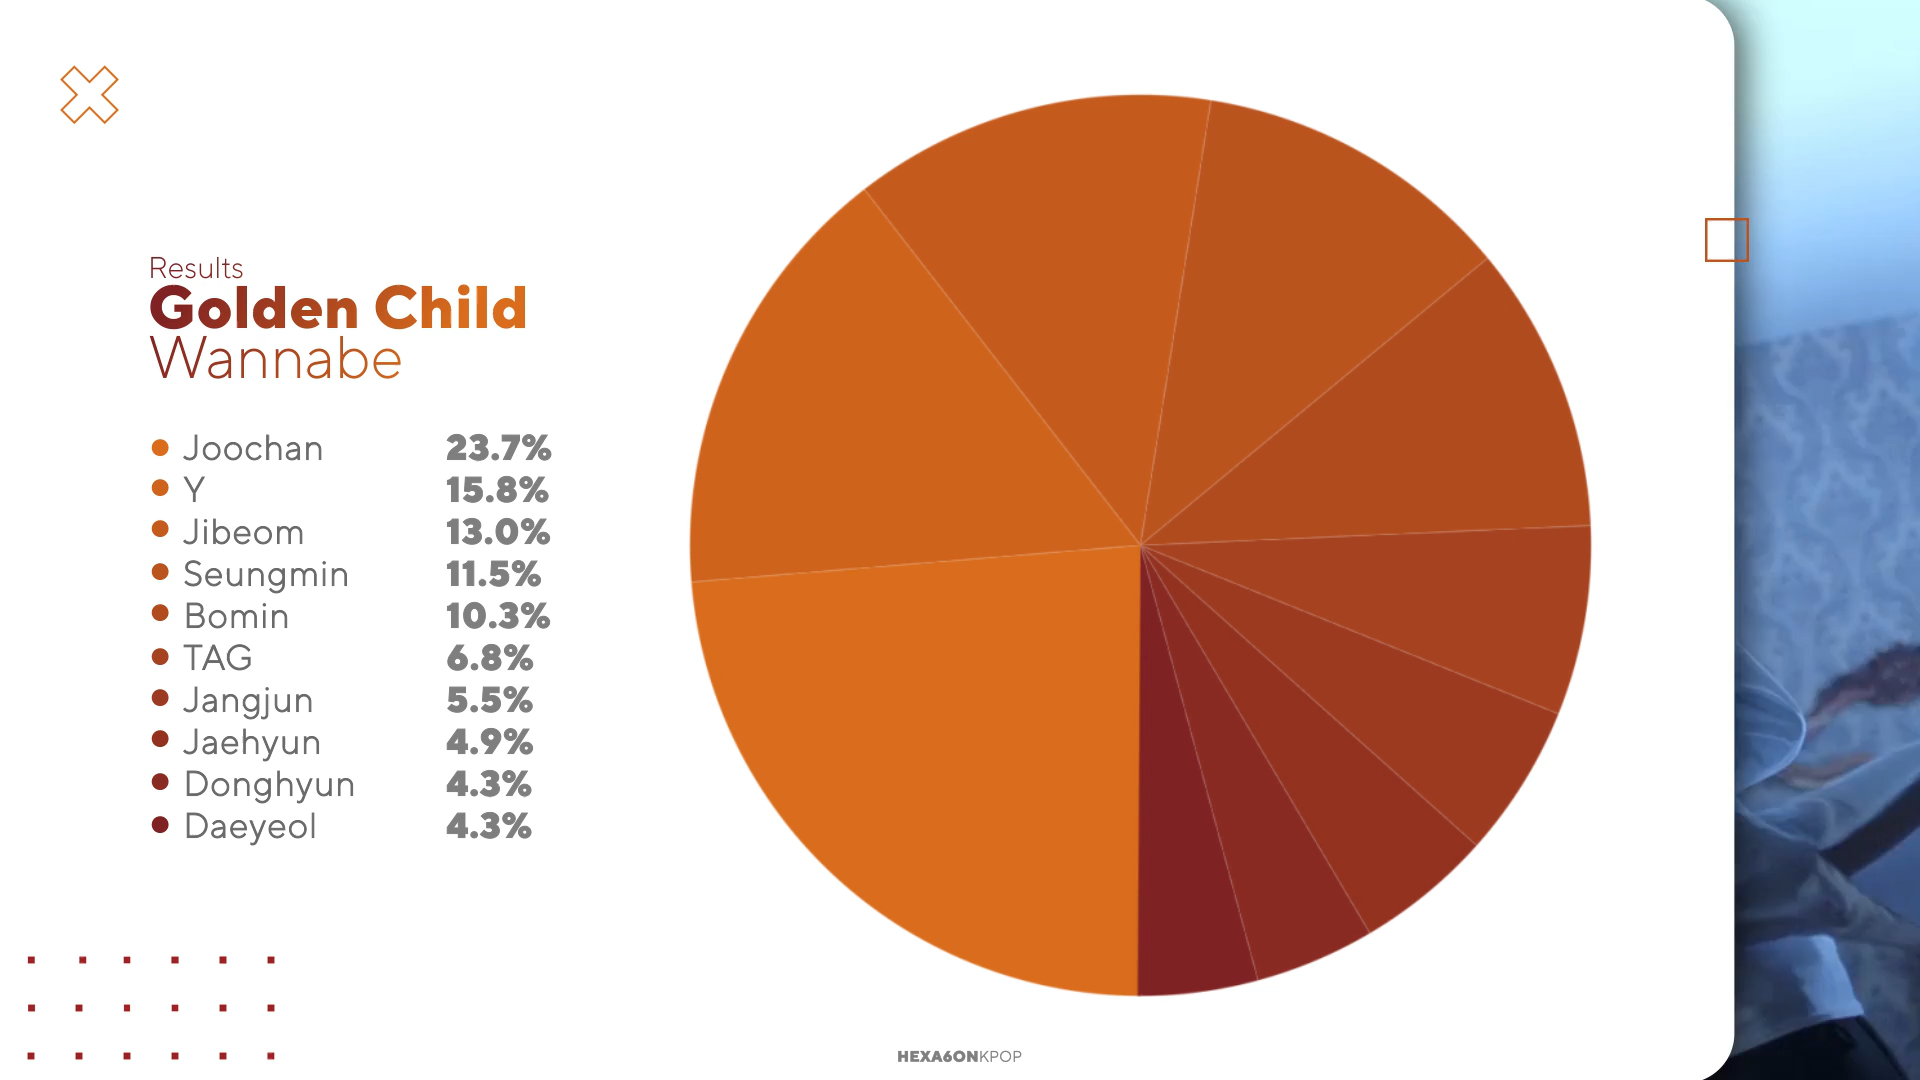 Results
Golden Child
Wannabe
Joochan 23.7%
Y 15.8%
Jibeom 13.0%
Seungmin 11.5%
Bomin 10.3%
TAG 6.8%
Jangjun 5.5%
Jaehyun 4.9%
Donghyun 4.3%
Daeyeol 4.3%
HEXA6ONKPOP